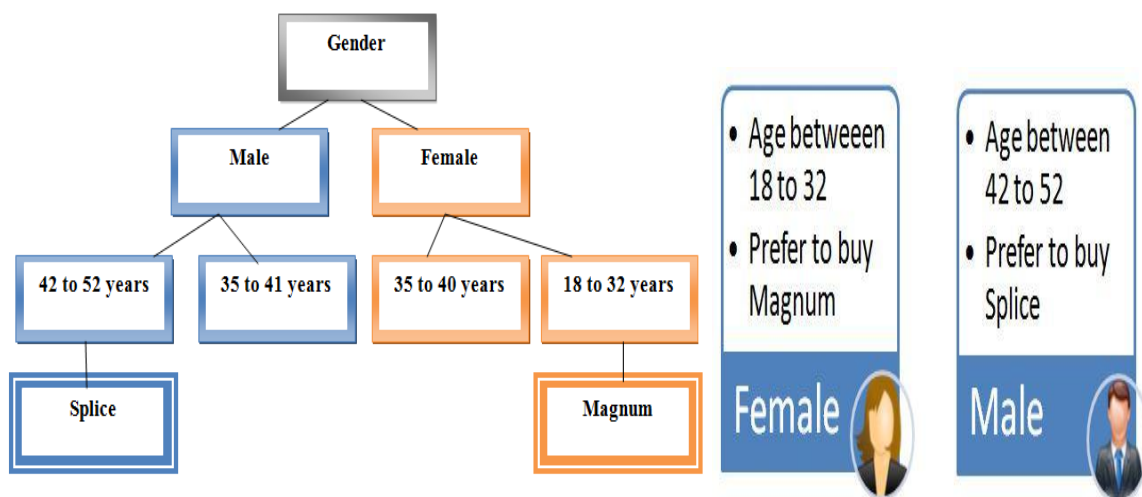 Gender
Male
Female
42 to 52 years
35 to 41 years
35 to 40 years
18 to 32 years
Splice
Magnum
• Age betweeen
18 to 32
• Prefer to buy
Magnum
Female
• Age between
42 to 52
• Prefer to buy
Splice
Male